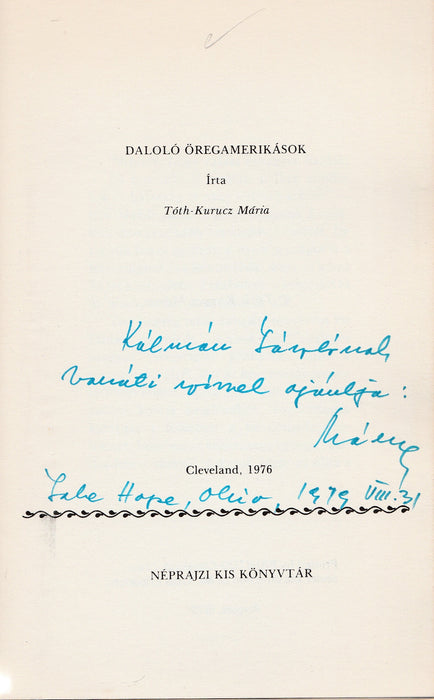 DALOLÓ ÖREGAMERIKÁSOK
Írta
Tóth-Kurucz Mária
Kálmán Lászlónak,
baráti szívvel ajánlja:
Mária
Cleveland, 1976
Lake Hope, Ohio, 1979 VIII. 31
NÉPRAJZI KIS KÖNYVTÁR